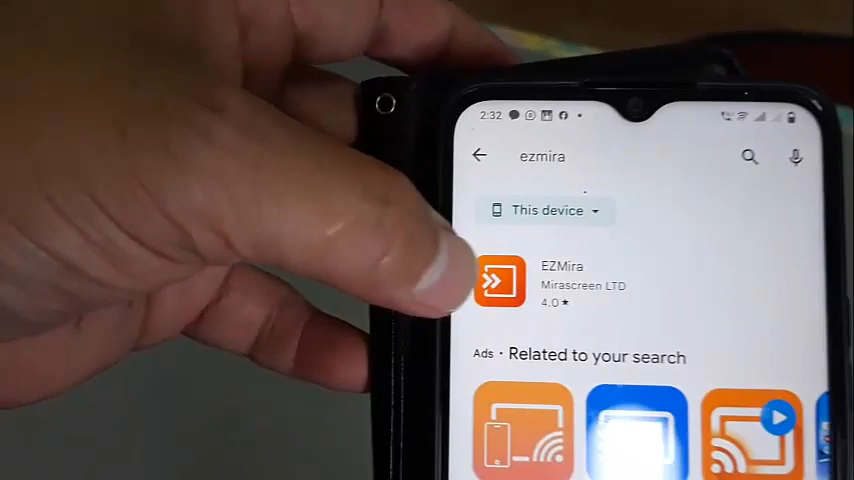 2:32
ezmira
This device
EZMira
Mirascreen LTD
4.0★
Ads · Related to your search